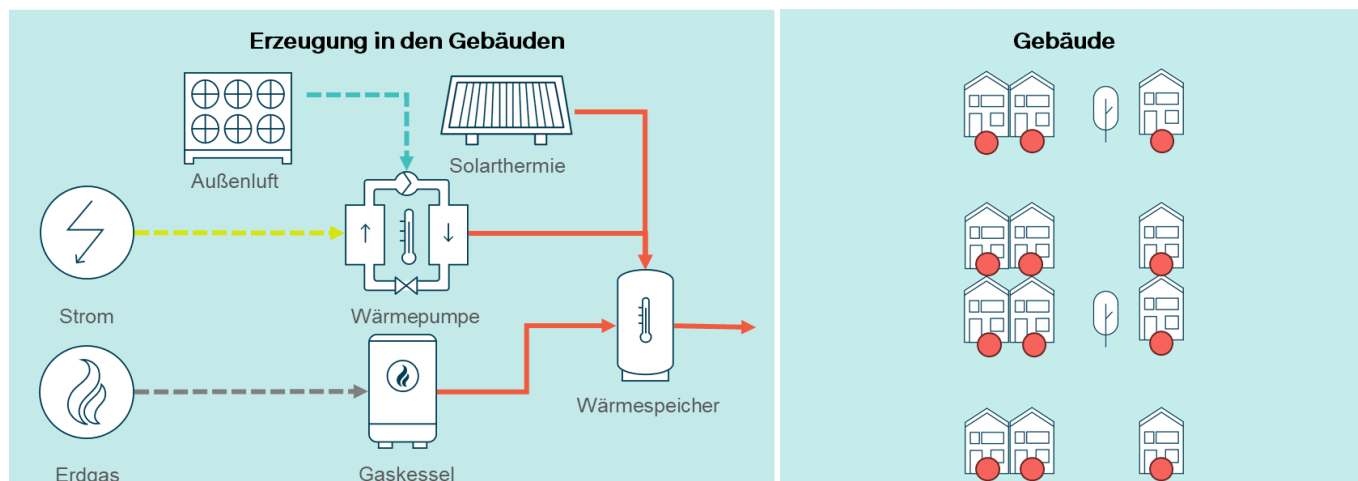 Erzeugung in den Gebäuden
Gebäude
Außenluft
Solarthermie
Strom
Wärmepumpe
Wärmespeicher
Erdgas
Gaskessel